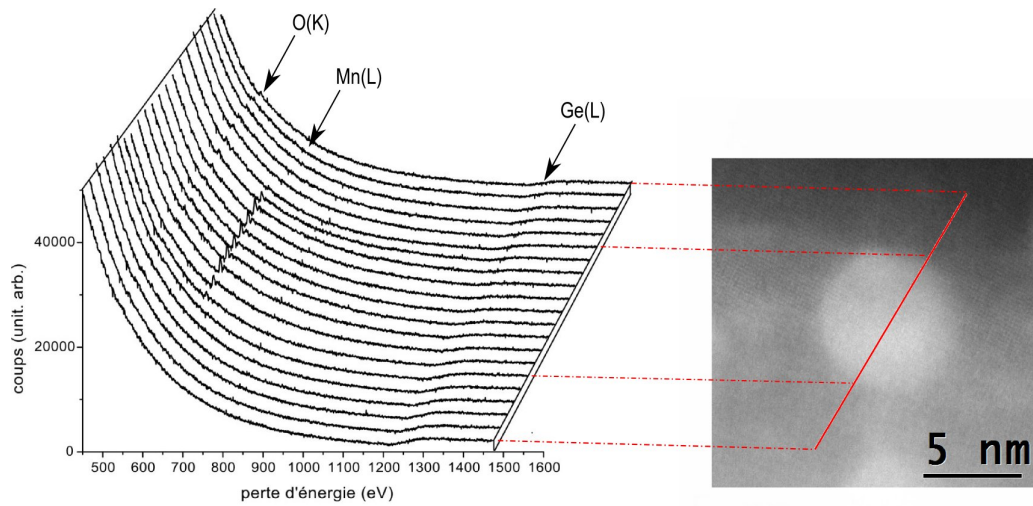 O(K)
Mn(L)
Ge(L)
40000
20000
0
coups (unit. arb.)
500 600 700 800 900 1000 1100 1200 1300 1400 1500 1600
perte d'énergie (eV)
5 nm